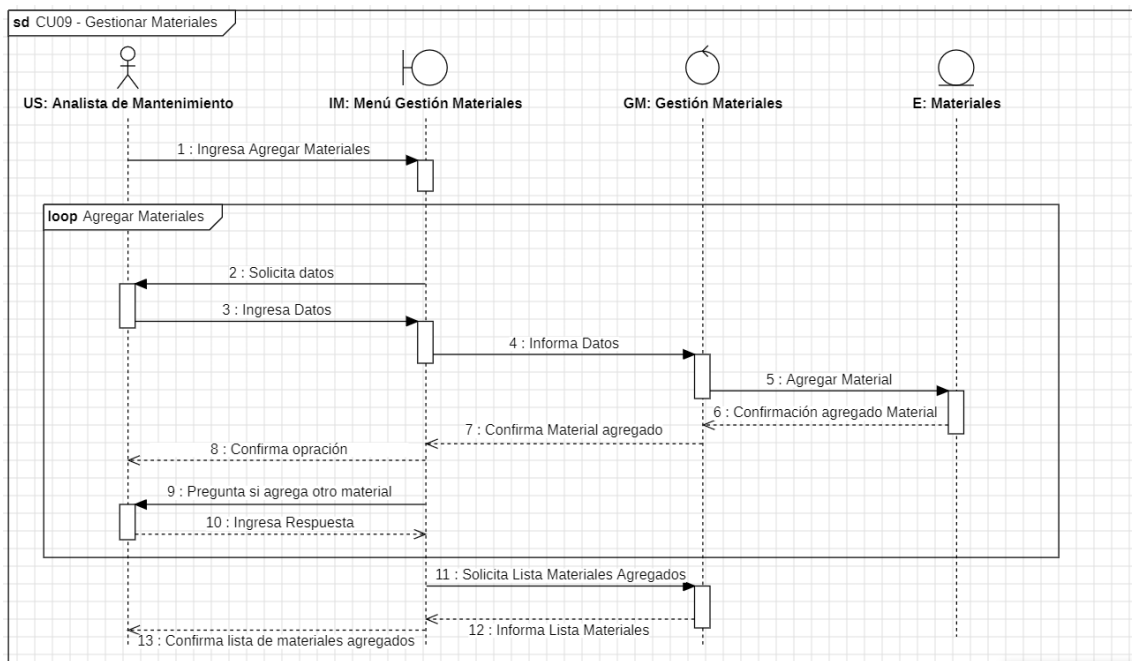 sd CU09 - Gestionar Materiales
US: Analista de Mantenimiento
IM: Menú Gestión Materiales
GM: Gestión Materiales
E: Materiales
1 : Ingresa Agregar Materiales
loop Agregar Materiales
2 : Solicita datos
3 : Ingresa Datos
4 : Informa Datos
5 : Agregar Material
6 : Confirmación agregado Material
7 : Confirma Material agregado
8 : Confirma opración
9 : Pregunta si agrega otro material
10 : Ingresa Respuesta
11 : Solicita Lista Materiales Agregados
12 : Informa Lista Materiales
13 : Confirma lista de materiales agregados